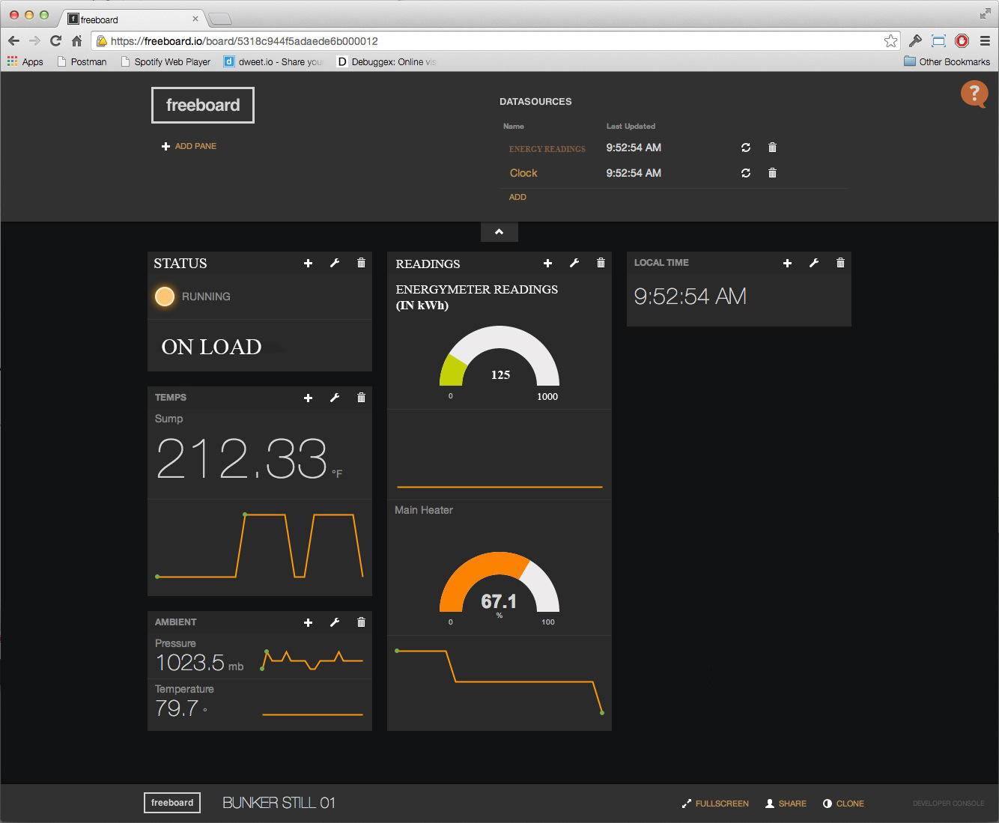 freeboard
https://freeboard.io/board/5318c944f5adaede6b000012
Apps
Postman
Spotify Web Player
dweet.io - Share your
Debuggex: Online vis
Other Bookmarks
freeboard
ADD PANE
DATASOURCES
Name Last Updated
ENERGY READINGS 9:52:54 AM
Clock 9:52:54 AM
ADD
?
STATUS
RUNNING
ON LOAD
TEMPS
Sump
212.33 °F
AMBIENT
Pressure
1023.5 mb
Temperature
79.7 °
READINGS
ENERGYMETER READINGS
(IN kWh)
125
0 1000
Main Heater
67.1
%
0 100
LOCAL TIME
9:52:54 AM
freeboard
BUNKER STILL 01
FULLSCREEN
SHARE
CLONE
DEVELOPER CONSOLE